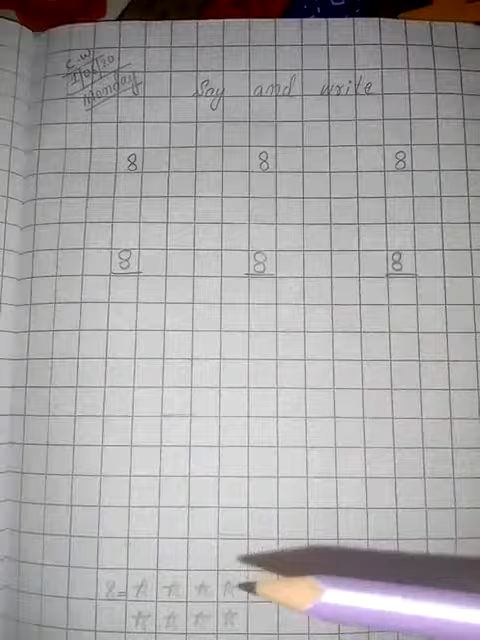 C.W
Monday
Say and write
8 8 8
8 8 8
8 = ☆ ☆ ☆ ☆
☆ ☆ ☆ ☆